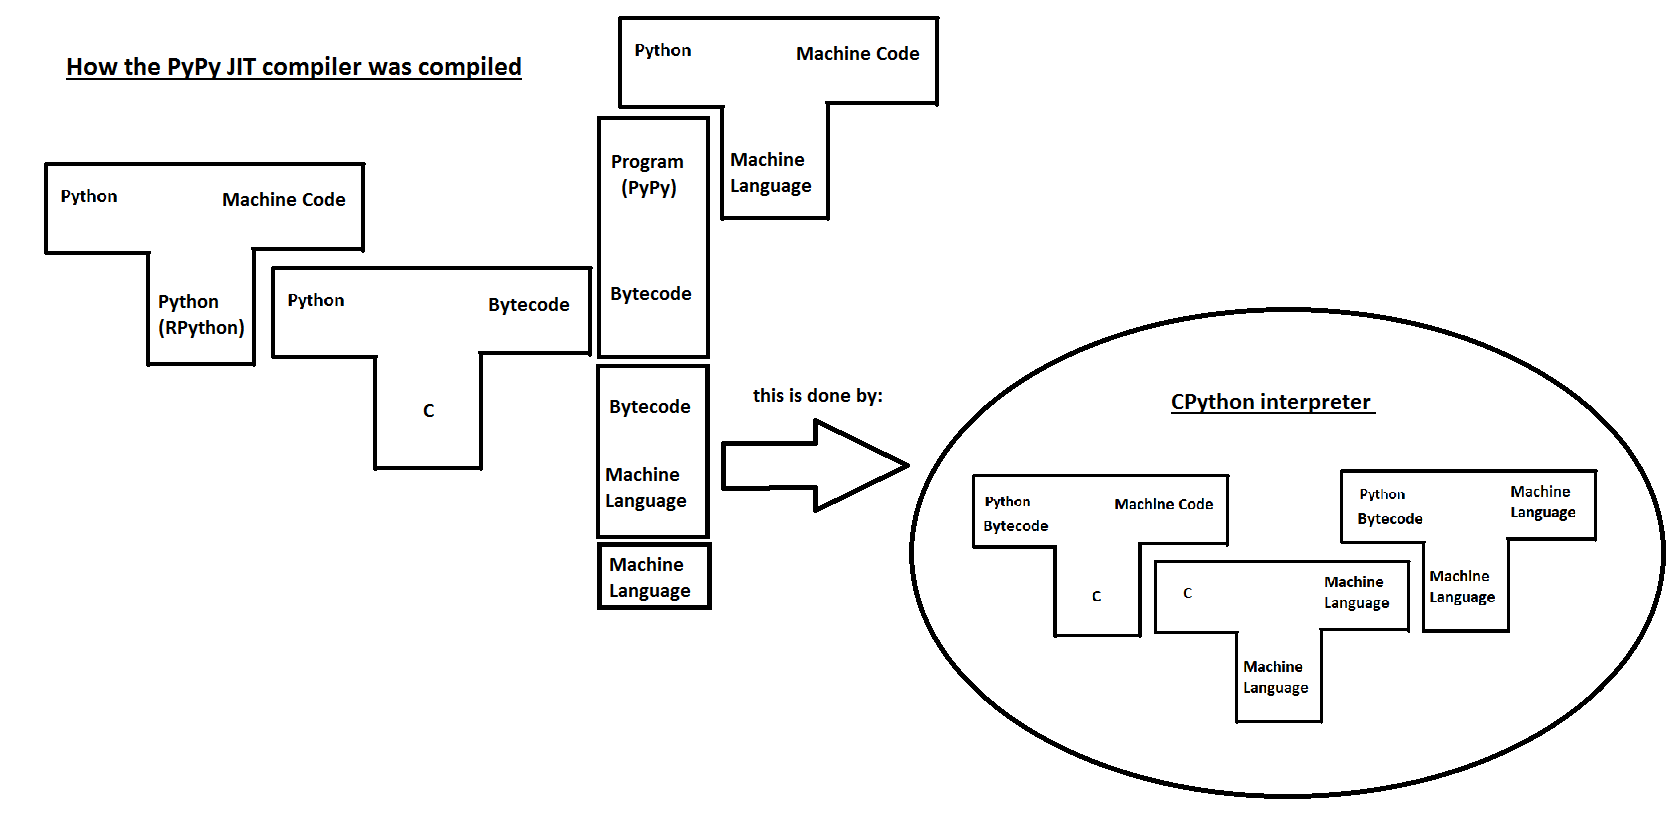 How the PyPy JIT compiler was compiled
Python
Machine Code
Machine
Language
Program
(PyPy)
Bytecode
Python
Machine Code
Python
(RPython)
Python
Bytecode
C
Bytecode
Machine
Language
Machine
Language
this is done by:
CPython interpreter
Python
Bytecode
Machine Code
C
C
Machine
Language
Machine
Language
Python
Bytecode
Machine
Language
Machine
Language